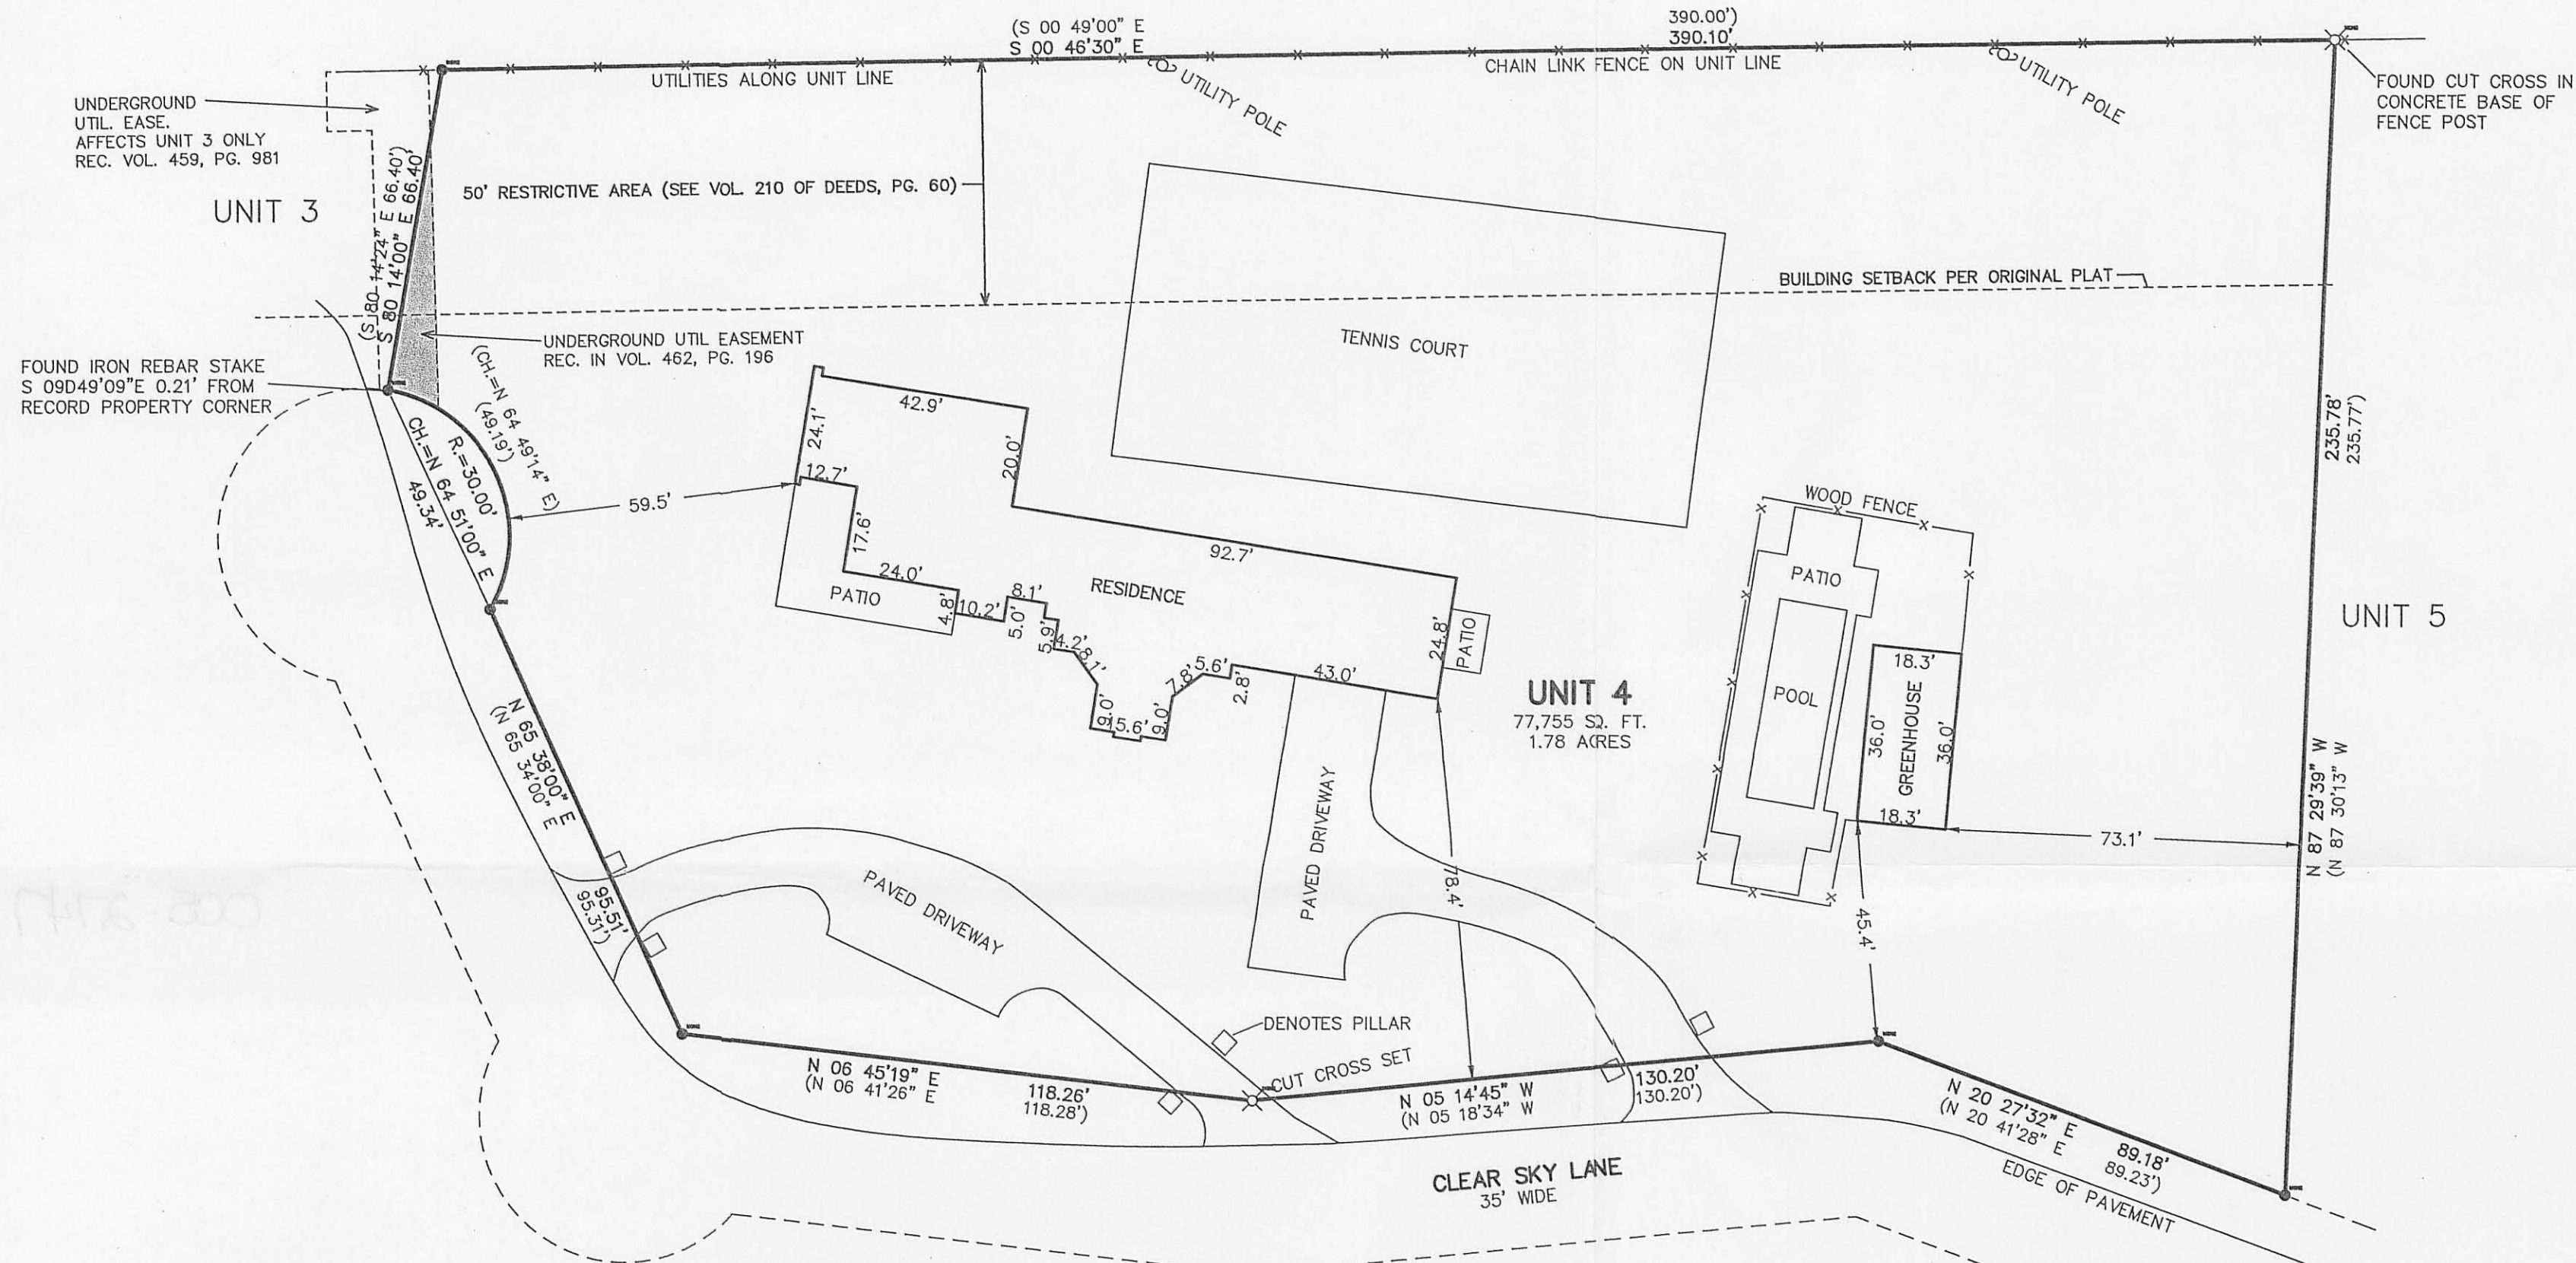 (S 00 49'00" E 390.00')
S 00 46'30" E 390.10'
UTILITIES ALONG UNIT LINE
UTILITY POLE
CHAIN LINK FENCE ON UNIT LINE
UTILITY POLE
FOUND CUT CROSS IN
CONCRETE BASE OF
FENCE POST
UNDERGROUND
UTIL. EASE.
AFFECTS UNIT 3 ONLY
REC. VOL. 459, PG. 981
UNIT 3
(S 80 14'24" E 66.40')
S 80 14'00" E 66.40'
50' RESTRICTIVE AREA (SEE VOL. 210 OF DEEDS, PG. 60)
BUILDING SETBACK PER ORIGINAL PLAT
UNDERGROUND UTIL EASEMENT
REC. IN VOL. 462, PG. 196
TENNIS COURT
FOUND IRON REBAR STAKE
S 09D49'09"E 0.21' FROM
RECORD PROPERTY CORNER
(CH.=N 64 49'14" E)
(49.19')
R.=30.00'
CH.=N 64 51'00" E
49.34'
59.5'
42.9'
24.1'
20.0'
12.7'
17.6'
92.7'
24.0'
PATIO
4.8'
10.2'
8.1'
5.0'
5.9'
4.2'
8.1'
RESIDENCE
9.0'
15.6'
9.0'
7.8'
5.6'
2.8'
43.0'
24.8'
PATIO
UNIT 4
77,755 SQ. FT.
1.78 ACRES
WOOD FENCE
PATIO
POOL
18.3'
36.0'
GREENHOUSE
36.0'
18.3'
235.78'
235.77')
UNIT 5
N 87 29'39" W
(N 87 30'13" W
73.1'
45.4'
78.4'
N 65 38'00" E
(N 65 34'00" E
95.51'
95.31')
PAVED DRIVEWAY
PAVED DRIVEWAY
DENOTES PILLAR
CUT CROSS SET
N 06 45'19" E 118.26'
(N 06 41'26" E 118.28')
N 05 14'45" W 130.20'
(N 05 18'34" W 130.20')
N 20 27'32" E 89.18'
(N 20 41'28" E 89.23')
EDGE OF PAVEMENT
CLEAR SKY LANE
35' WIDE